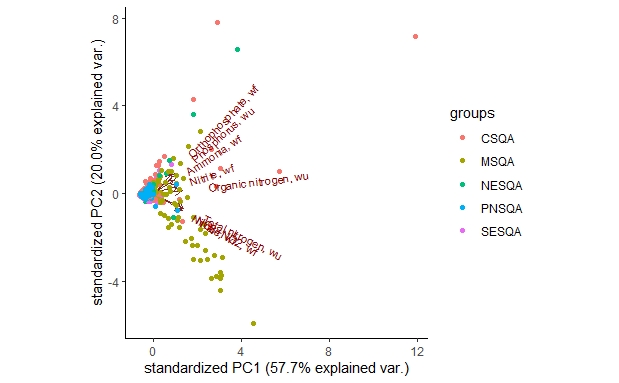 8
4
0
-4
standardized PC2 (20.0% explained var.)
Orthophosphate, wf
Phosphorus, wu
Ammonia, wf
Nitrite, wf
Organic nitrogen, wu
Total nitrogen, wu
0
4
8
12
standardized PC1 (57.7% explained var.)
groups
CSQA
MSQA
NESQA
PNSQA
SESQA